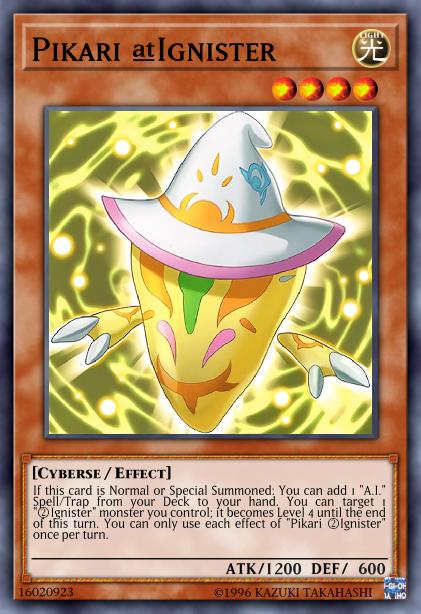 PIKARI @IGNISTER
LIGHT
光
[CYBERSE / EFFECT]
If this card is Normal or Special Summoned: You can add 1 "A.I."
Spell/Trap from your Deck to your hand. You can target 1
"②Ignister" monster you control; it becomes Level 4 until the end
of this turn. You can only use each effect of "Pikari ②Ignister"
once per turn.
ATK/1200 DEF/ 600
16020923
©1996 KAZUKI TAKAHASHI